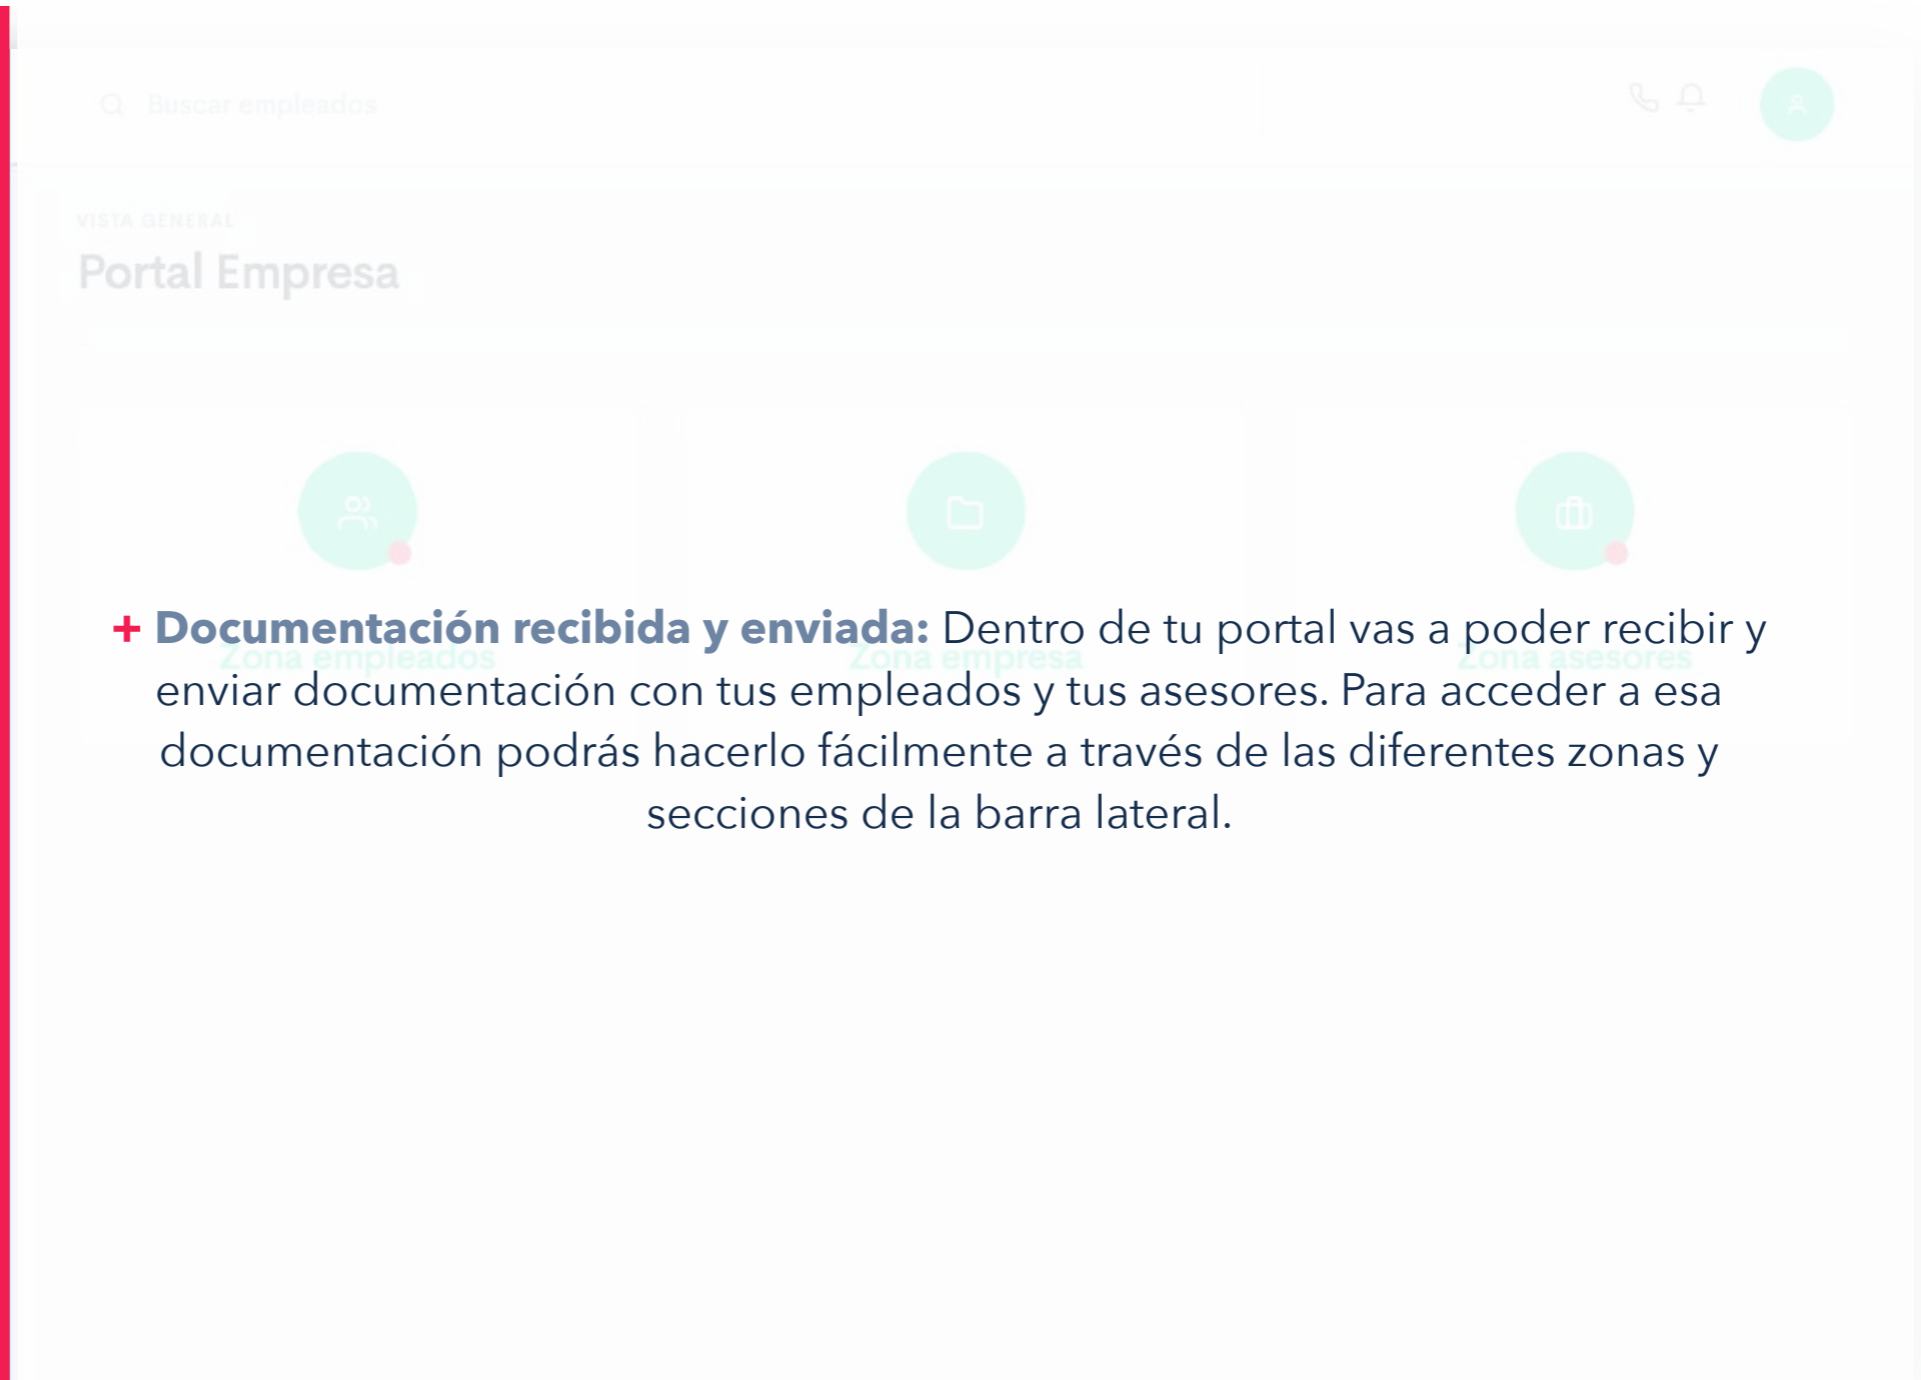 Buscar empleados
VISTA GENERAL
Portal Empresa
+ Documentación recibida y enviada: Dentro de tu portal vas a poder recibir y
Zona empleados
Zona empresa
Zona asesores
enviar documentación con tus empleados y tus asesores. Para acceder a esa
documentación podrás hacerlo fácilmente a través de las diferentes zonas y
secciones de la barra lateral.